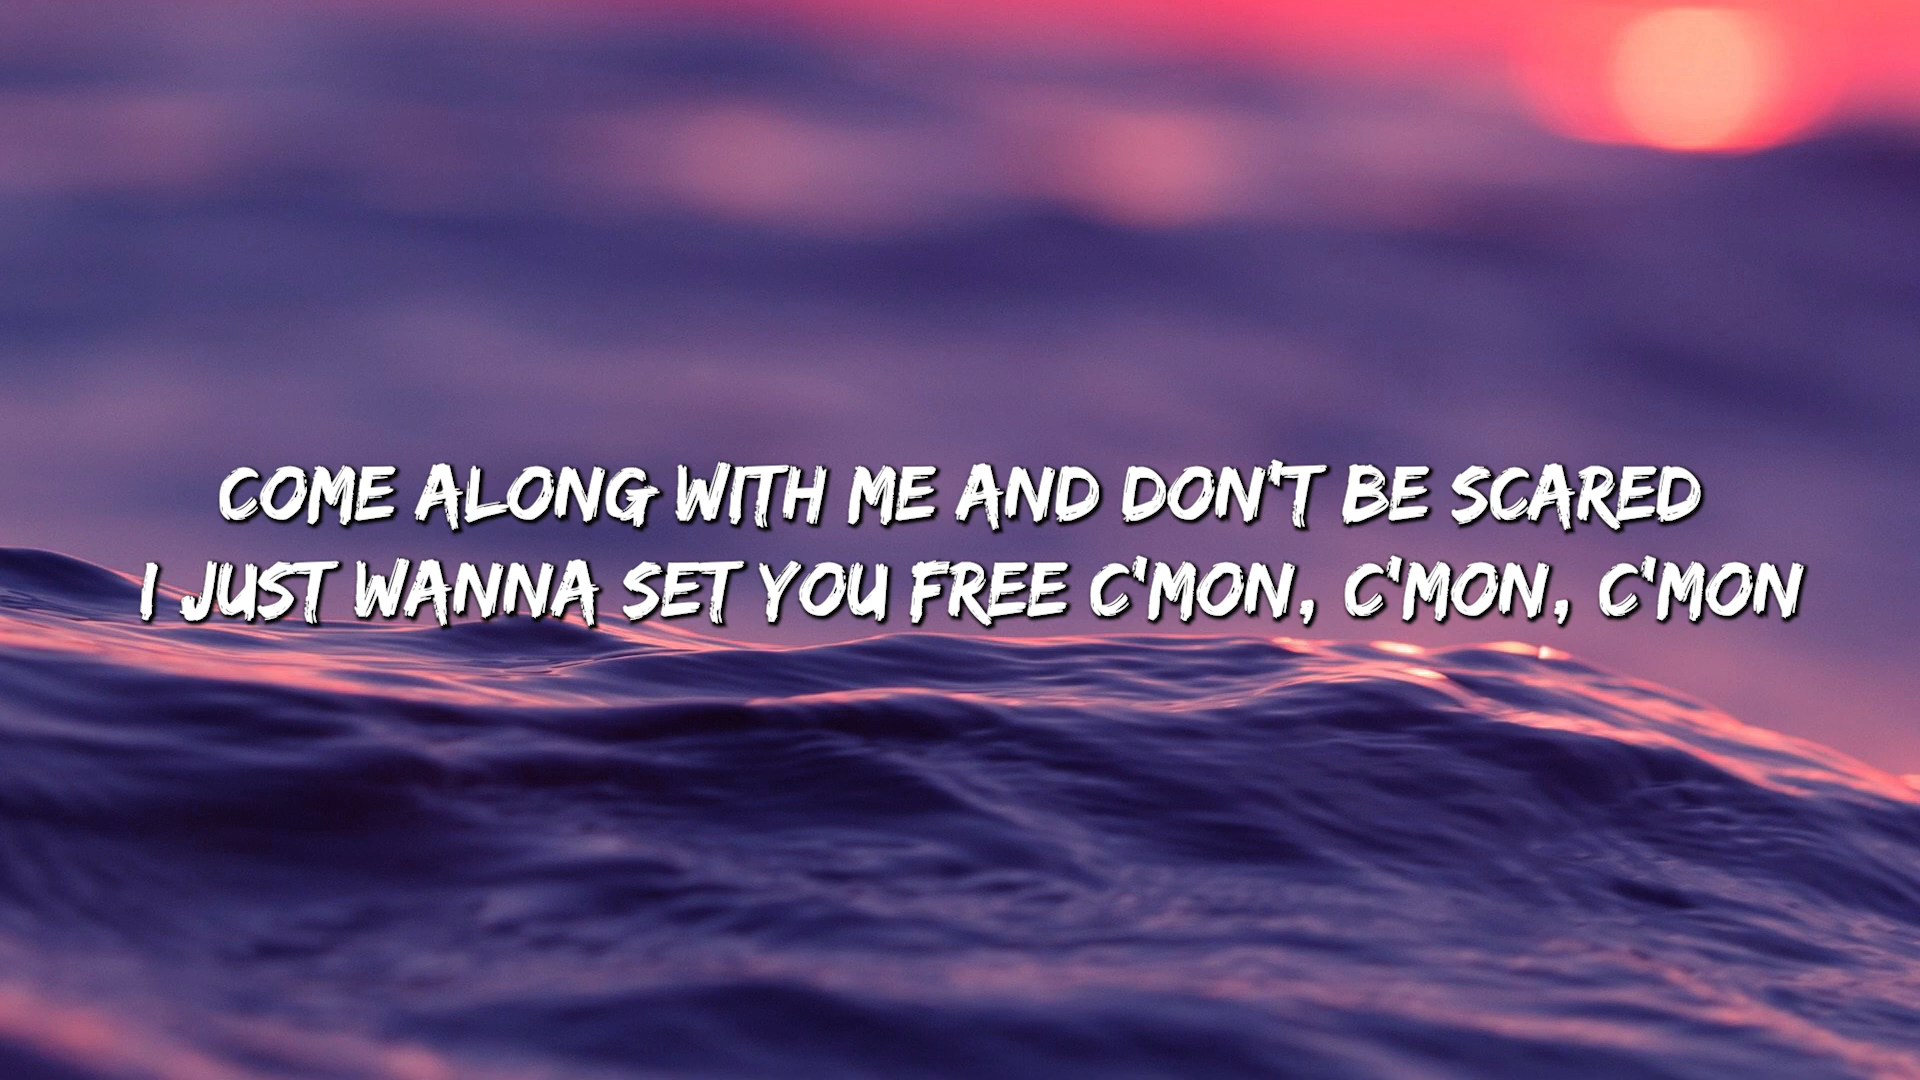 COME ALONG WITH ME AND DON'T BE SCARED
I JUST WANNA SET YOU FREE C'MON, C'MON, C'MON